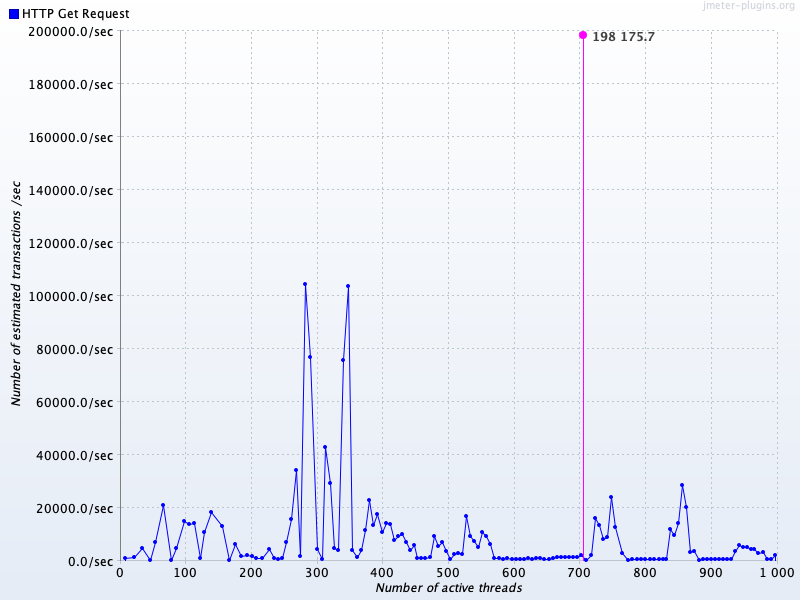 jmeter-plugins.org
HTTP Get Request
200000.0/sec
198 175.7
180000.0/sec
160000.0/sec
140000.0/sec
120000.0/sec
100000.0/sec
80000.0/sec
60000.0/sec
40000.0/sec
20000.0/sec
0.0/sec
Number of estimated transactions /sec
0 100 200 300 400 500 600 700 800 900 1 000
Number of active threads